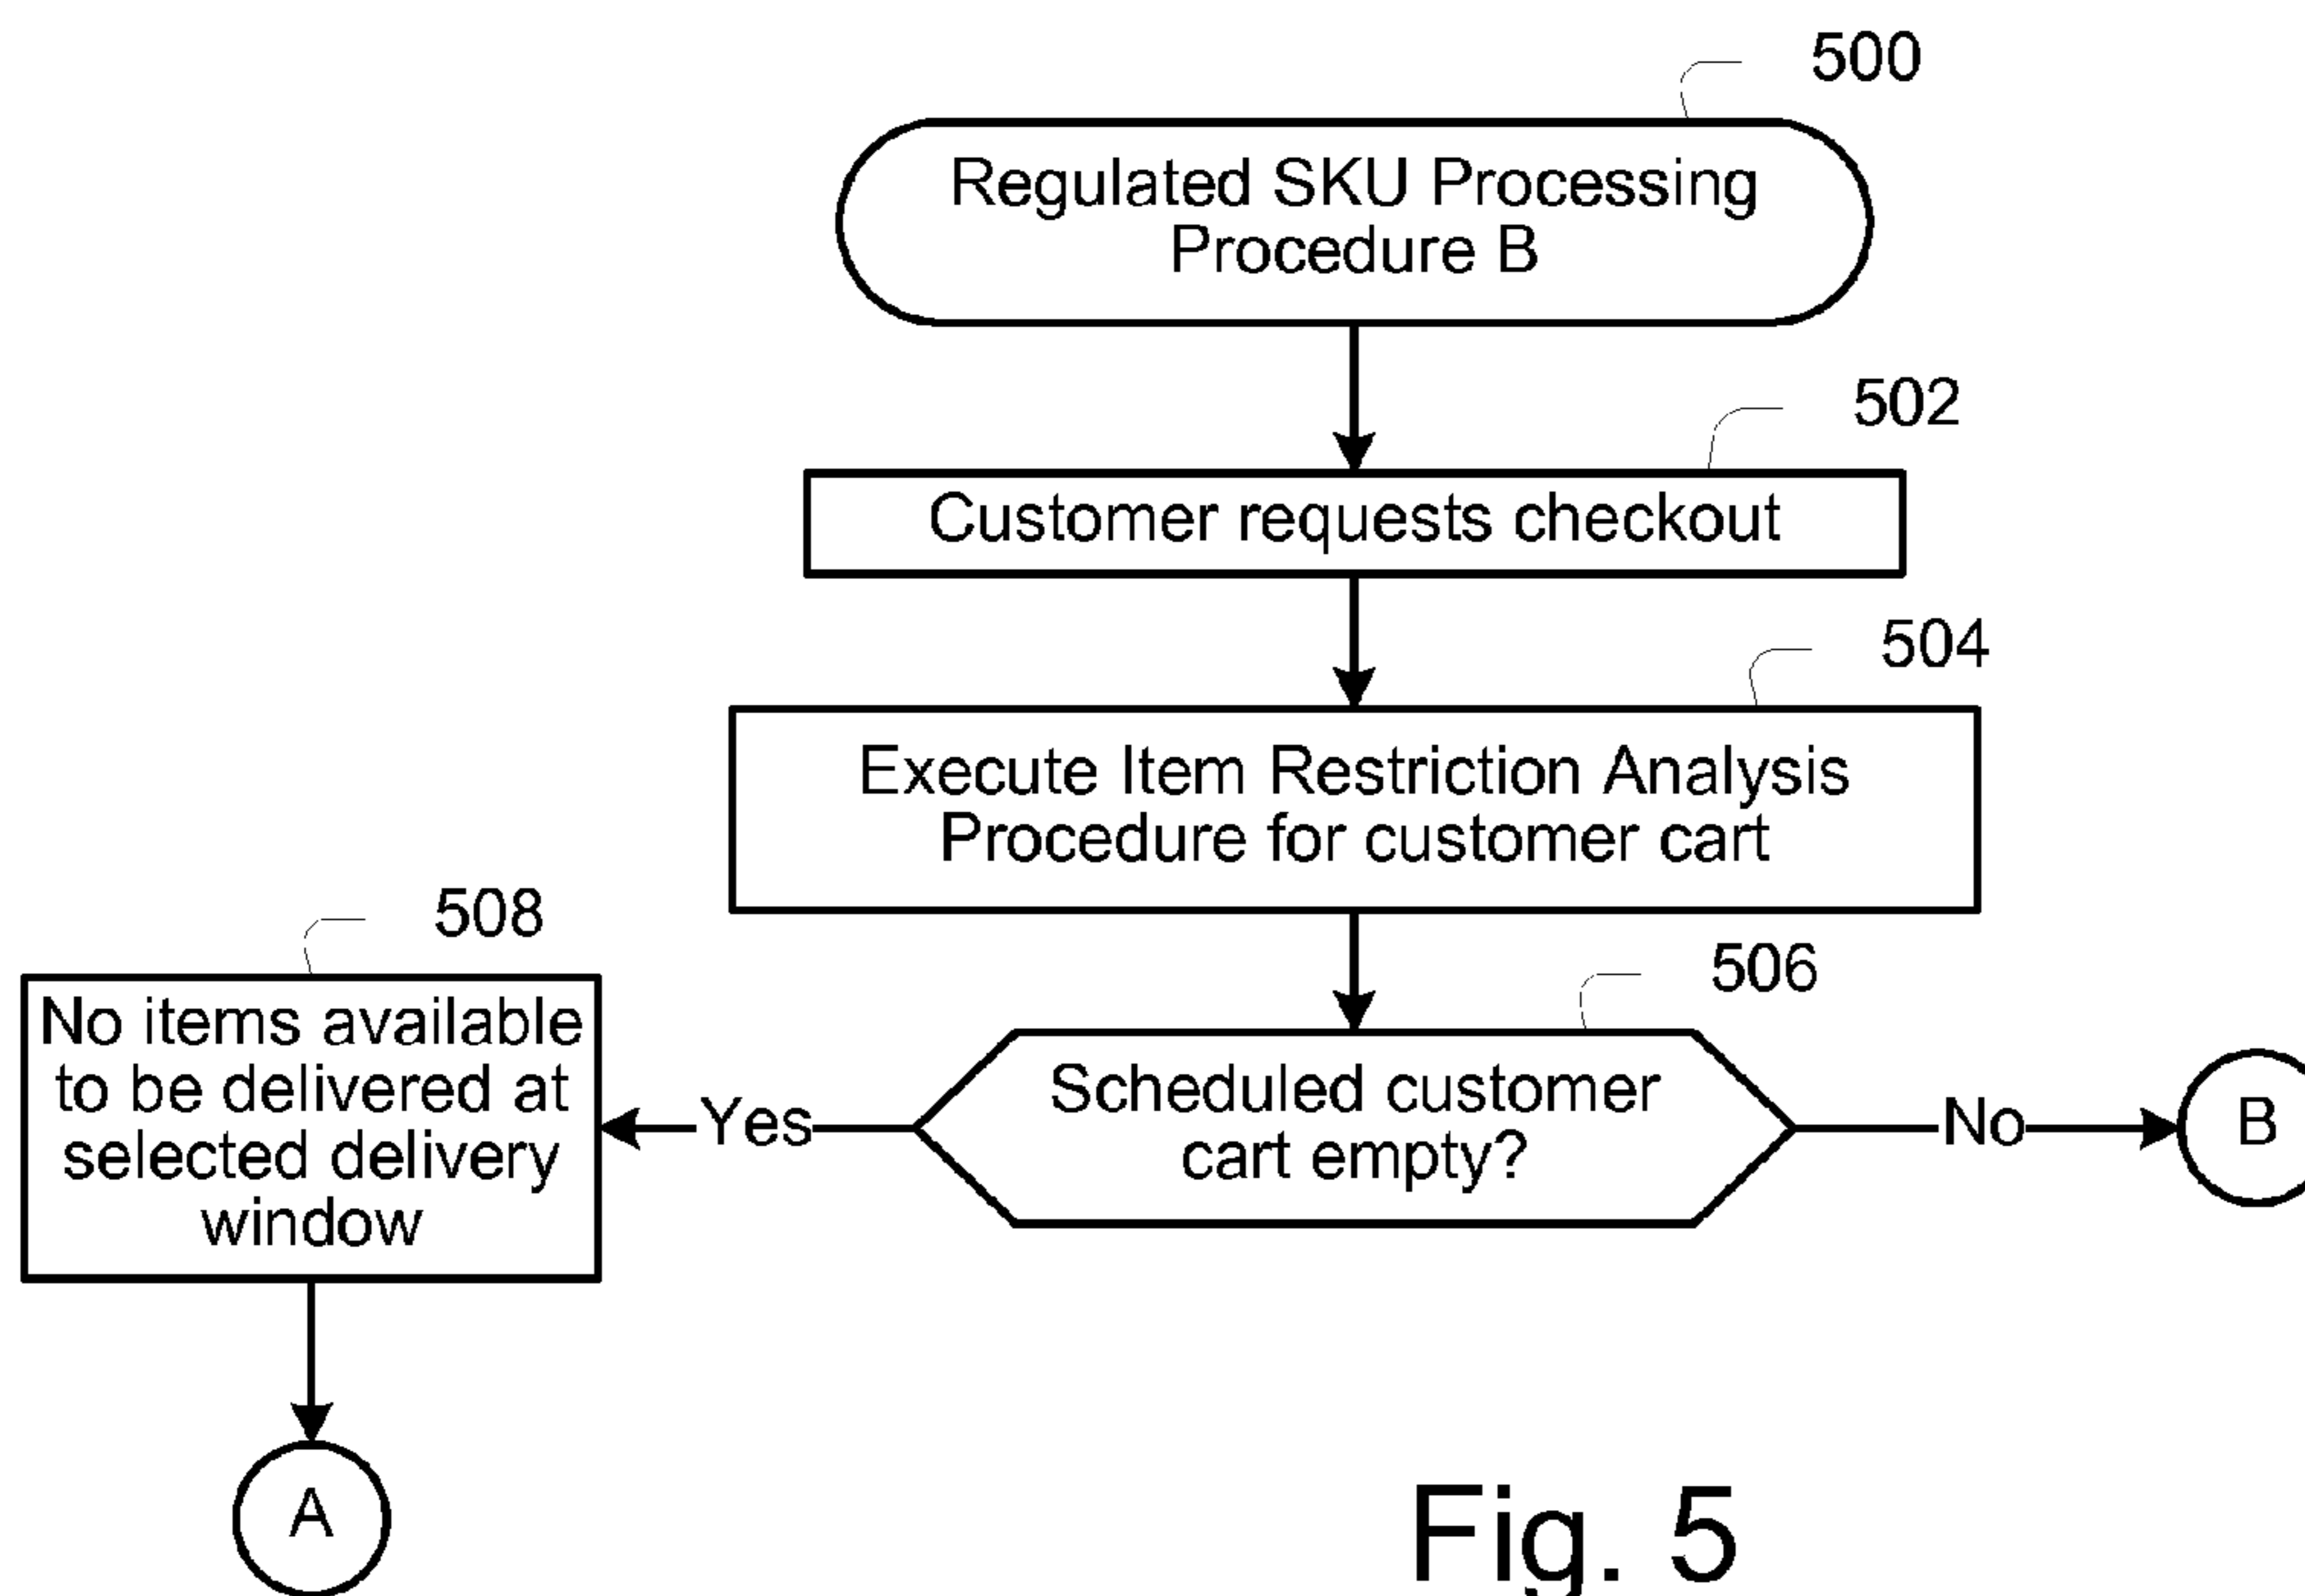 500
Regulated SKU Processing
Procedure B
502
Customer requests checkout
504
Execute Item Restriction Analysis
Procedure for customer cart
508
506
No items available
to be delivered at
selected delivery
window
Yes
Scheduled customer
cart empty?
No
B
A
Fig. 5